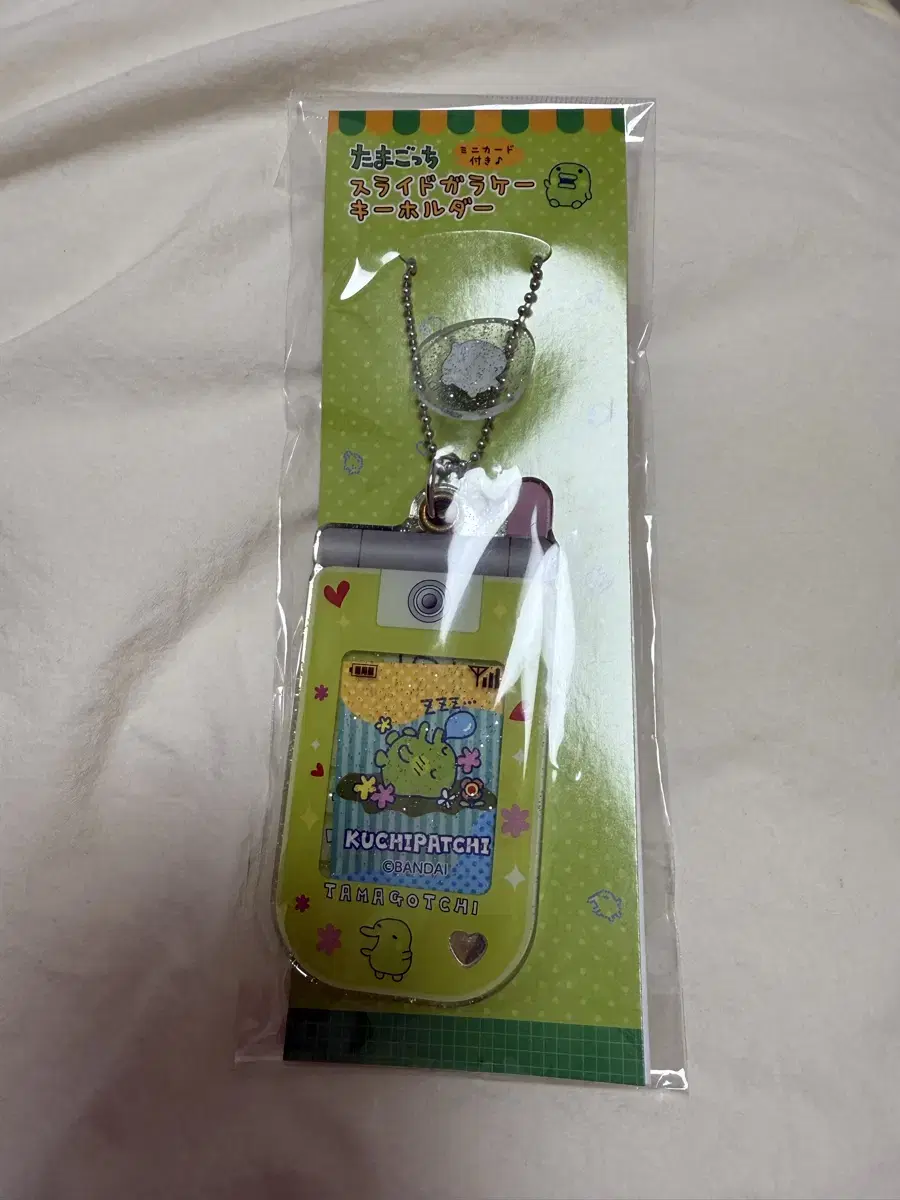 たまごっち
ミニカード
付き♪
スライドガラケー
キーホルダー
ZZZ...
KUCHIPATCHI
©BANDAI
TAMAGOTCHI